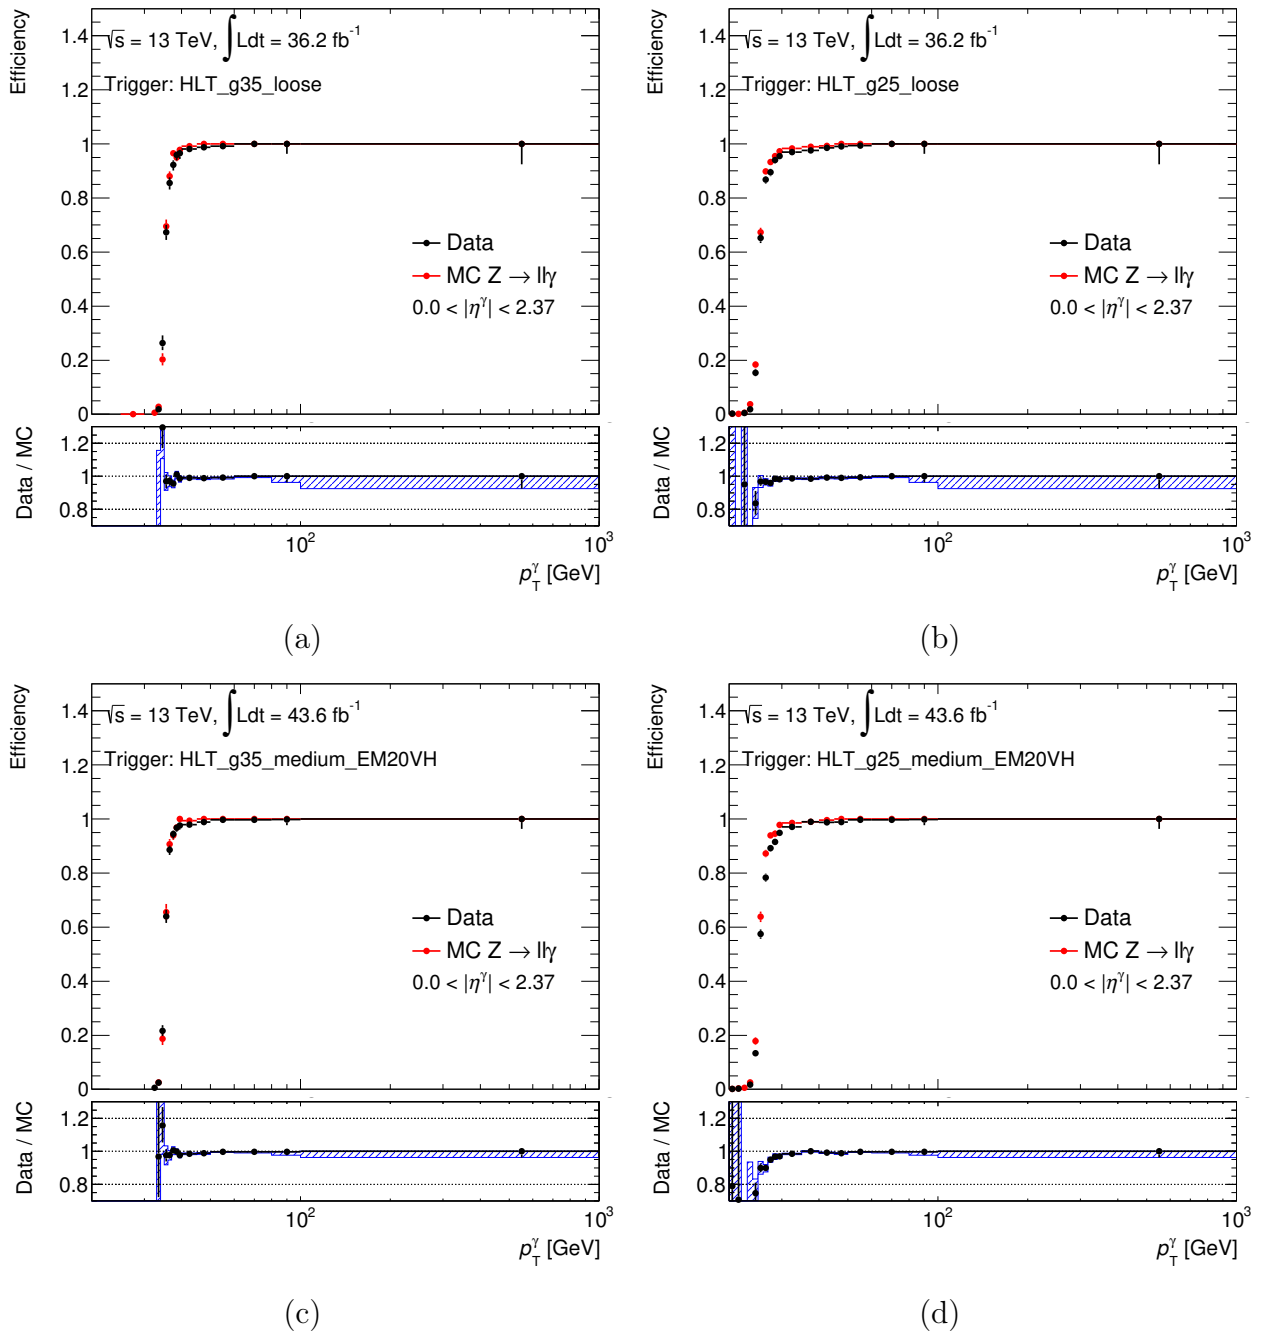 Efficiency
1.4
1.2
1
0.8
0.6
0.4
0.2
0
√s = 13 TeV, ∫Ldt = 36.2 fb⁻¹
Trigger: HLT_g35_loose
Data
MC Z → llγ
0.0 < |η^γ| < 2.37
Data / MC
1.2
1
0.8
10² 10³
p_T^γ [GeV]
(a)
Efficiency
1.4
1.2
1
0.8
0.6
0.4
0.2
0
√s = 13 TeV, ∫Ldt = 36.2 fb⁻¹
Trigger: HLT_g25_loose
Data
MC Z → llγ
0.0 < |η^γ| < 2.37
Data / MC
1.2
1
0.8
10² 10³
p_T^γ [GeV]
(b)
Efficiency
1.4
1.2
1
0.8
0.6
0.4
0.2
0
√s = 13 TeV, ∫Ldt = 43.6 fb⁻¹
Trigger: HLT_g35_medium_EM20VH
Data
MC Z → llγ
0.0 < |η^γ| < 2.37
Data / MC
1.2
1
0.8
10² 10³
p_T^γ [GeV]
(c)
Efficiency
1.4
1.2
1
0.8
0.6
0.4
0.2
0
√s = 13 TeV, ∫Ldt = 43.6 fb⁻¹
Trigger: HLT_g25_medium_EM20VH
Data
MC Z → llγ
0.0 < |η^γ| < 2.37
Data / MC
1.2
1
0.8
10² 10³
p_T^γ [GeV]
(d)